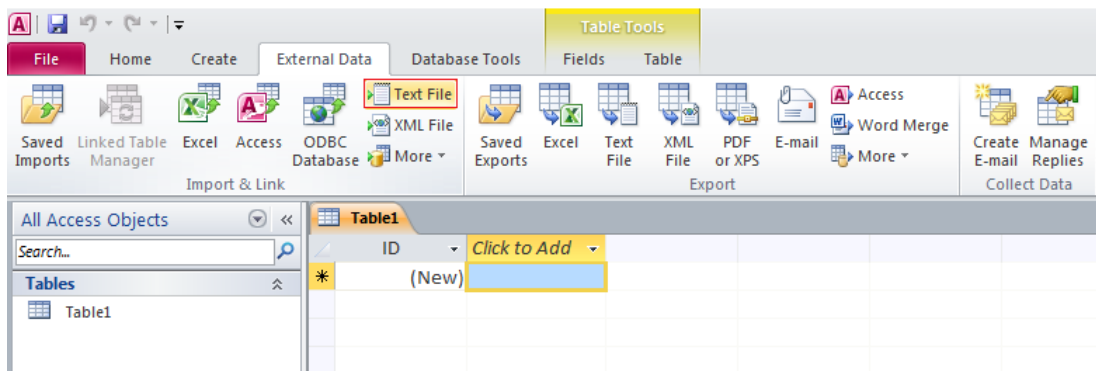 Table Tools
File Home Create External Data Database Tools Fields Table
Saved Imports
Linked Table Manager
Excel
Access
ODBC Database
Text File
XML File
More
Import & Link
Saved Exports
Excel
Text File
XML File
PDF or XPS
E-mail
Access
Word Merge
More
Export
Create E-mail
Manage Replies
Collect Data
All Access Objects
Search...
Tables
Table1
Table1
ID Click to Add
(New)